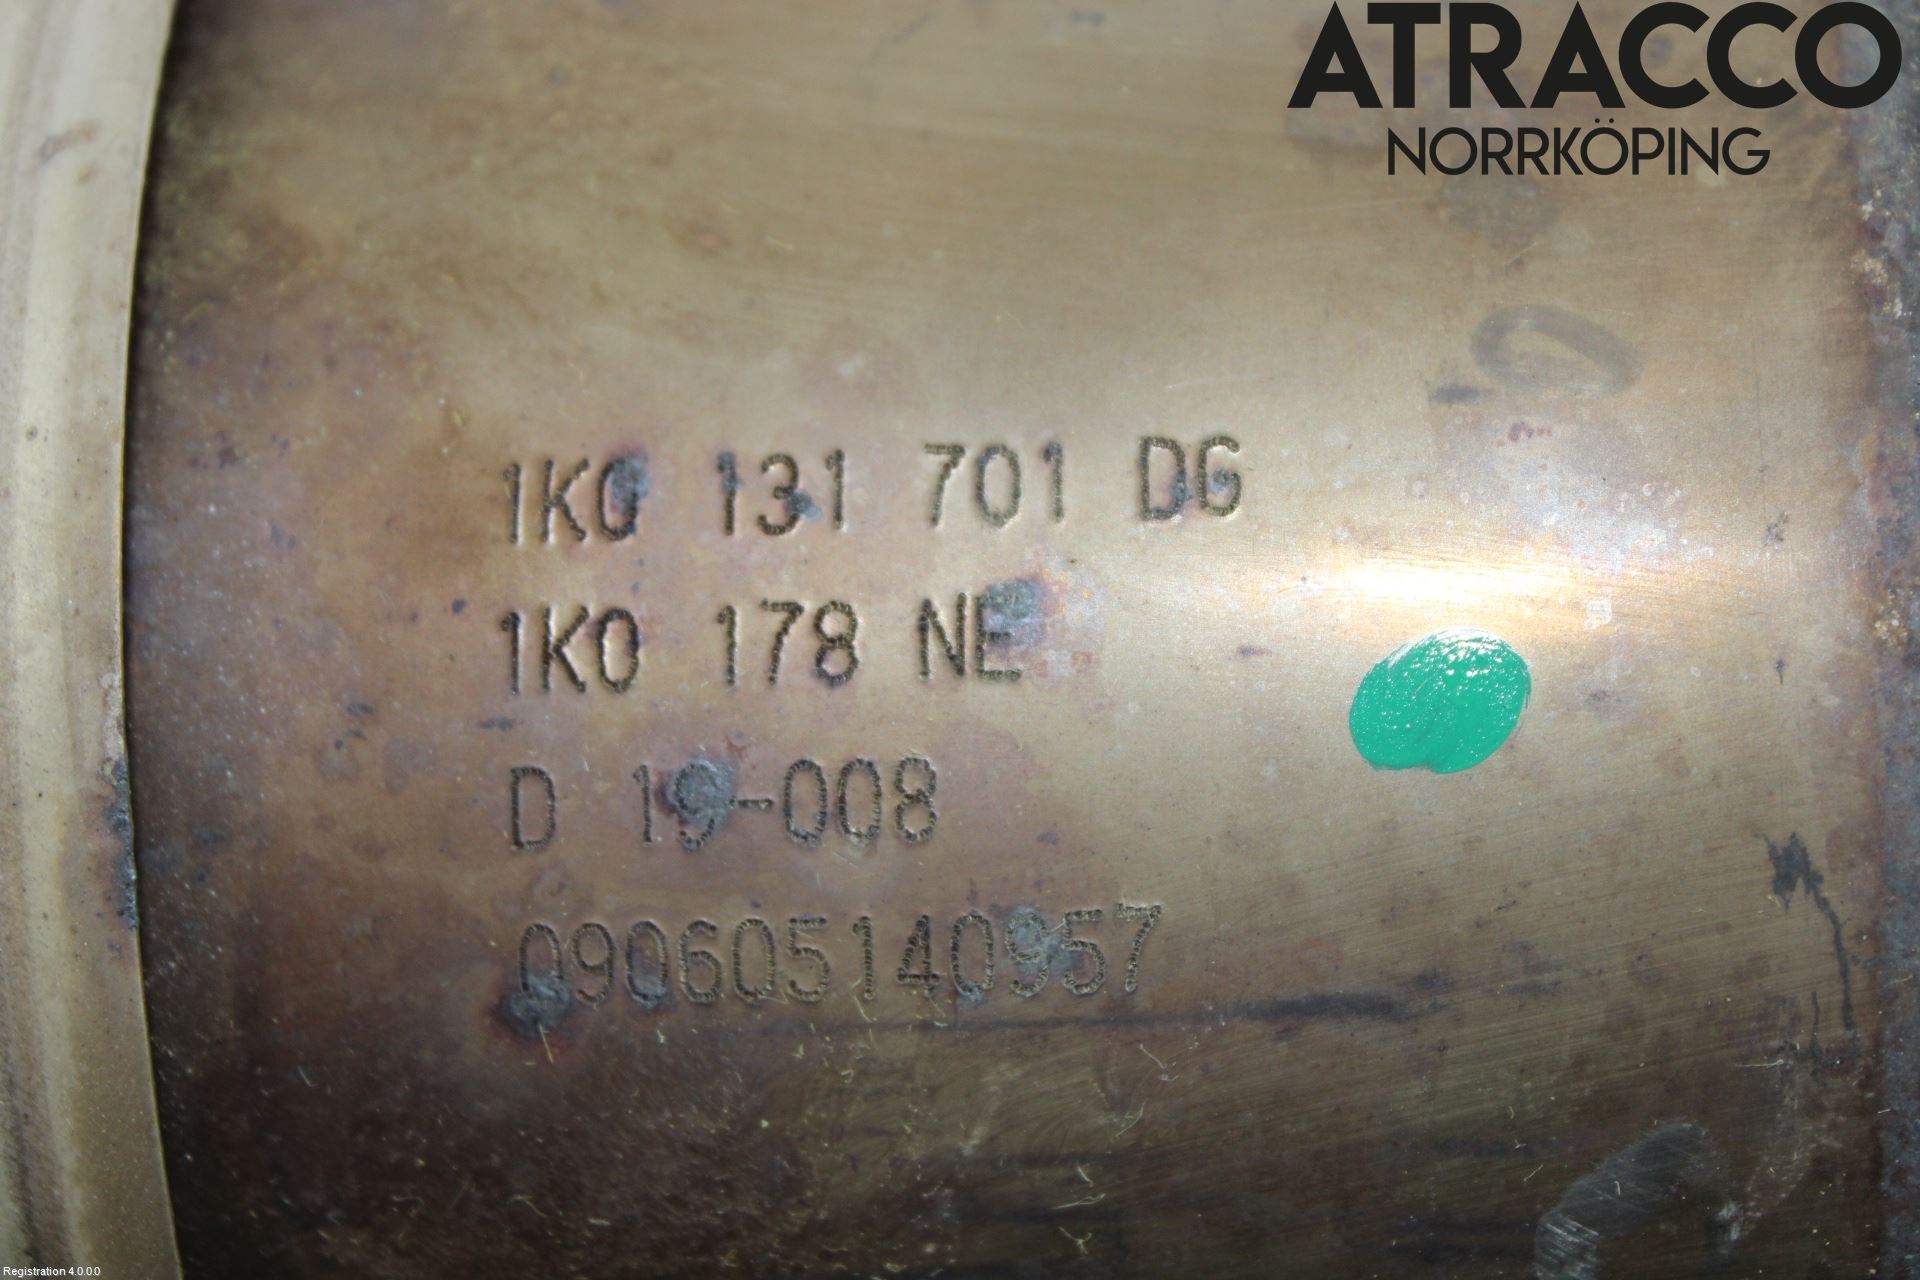 ATRACCO
NORRKÖPING
1K0 131 701 DG
1K0 178 NE
D 19-008
090605140957
Registration 4.0.0.0